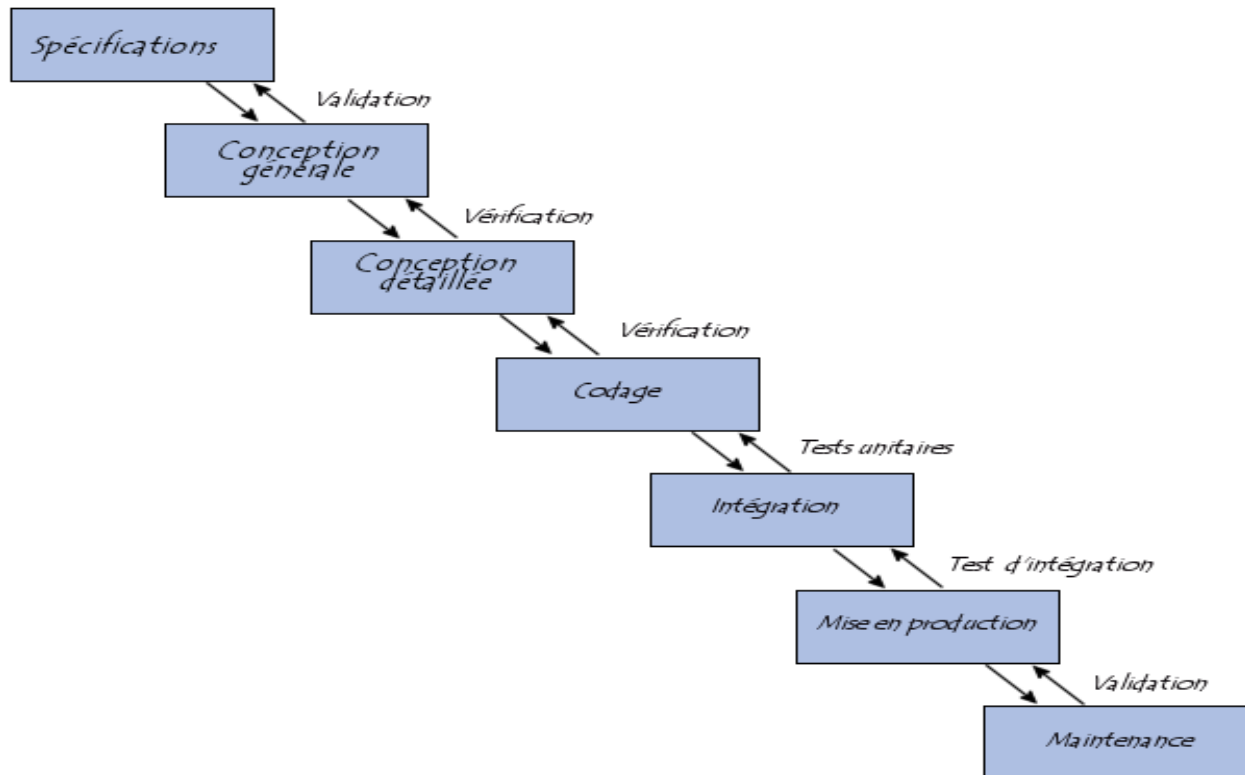 Spécifications
Validation
Conception
générale
Vérification
Conception
détaillée
Vérification
Codage
Tests unitaires
Intégration
Test d'intégration
Mise en production
Validation
Maintenance